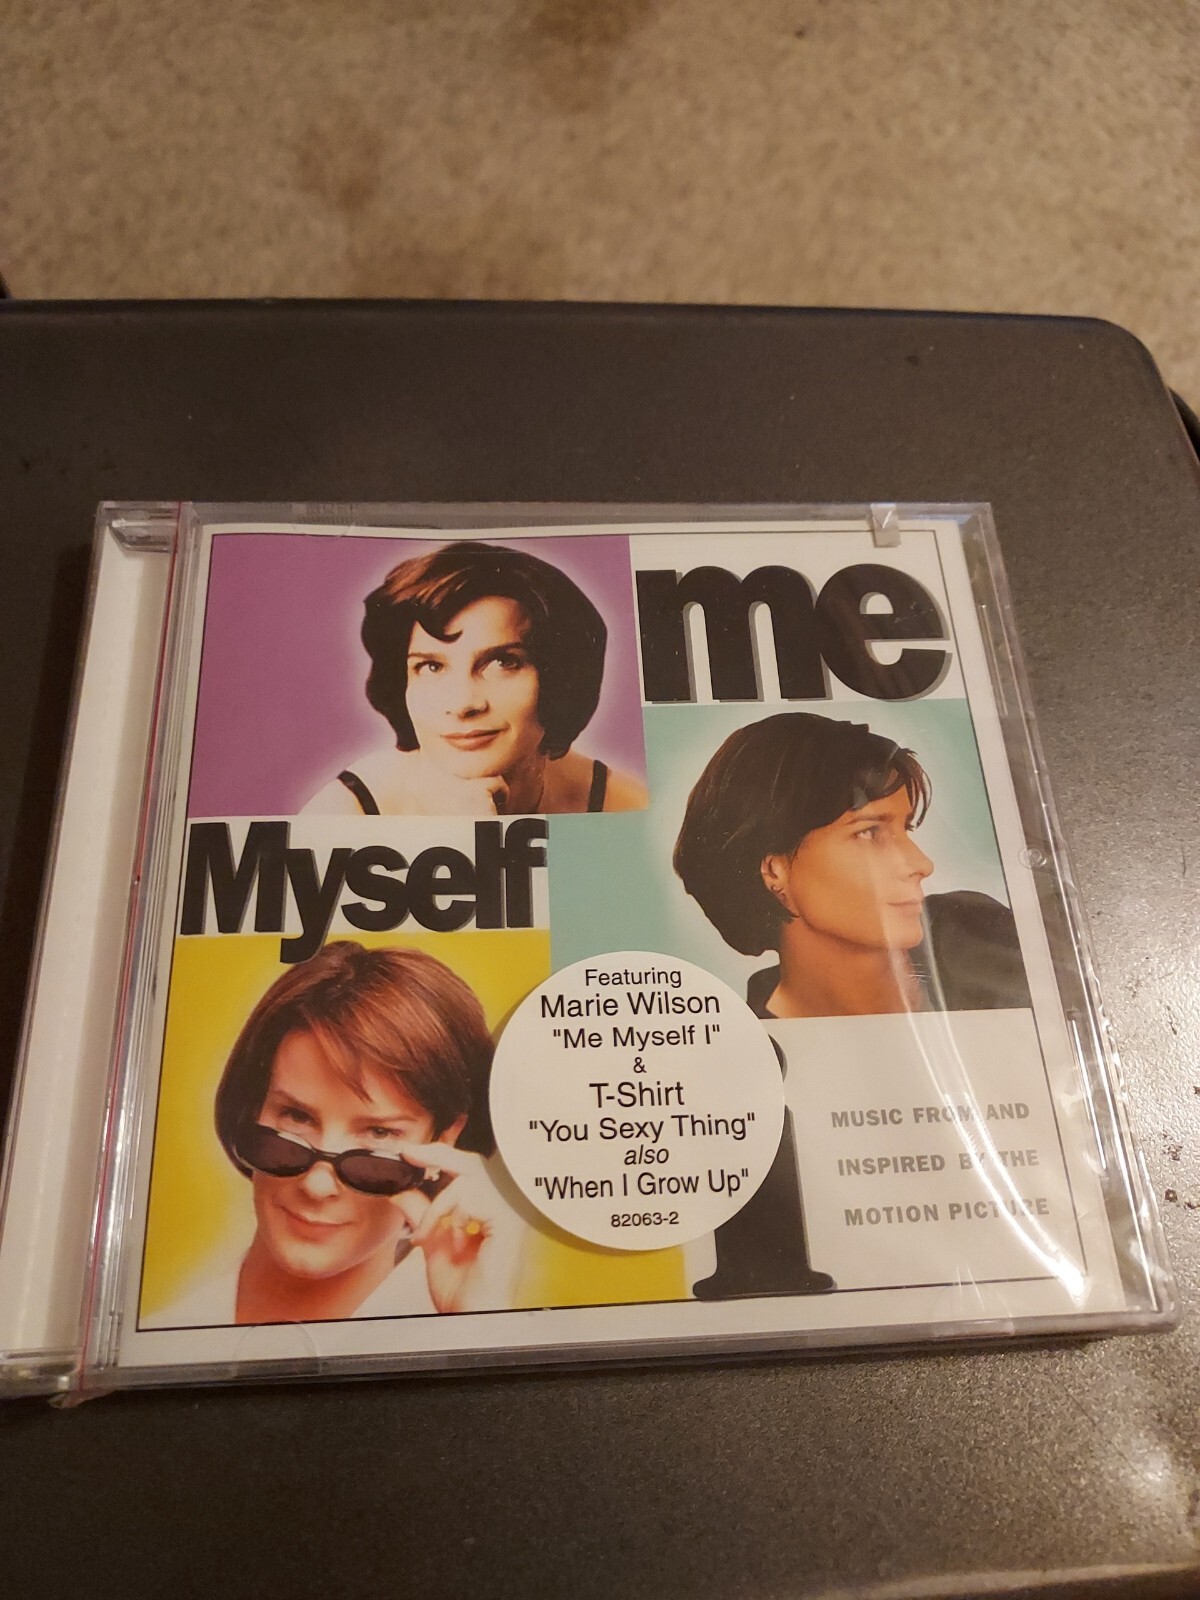 me
Myself
I
Featuring
Marie Wilson
"Me Myself I"
&
T-Shirt
"You Sexy Thing"
also
"When I Grow Up"
82063-2
MUSIC FROM AND
INSPIRED BY THE
MOTION PICTURE